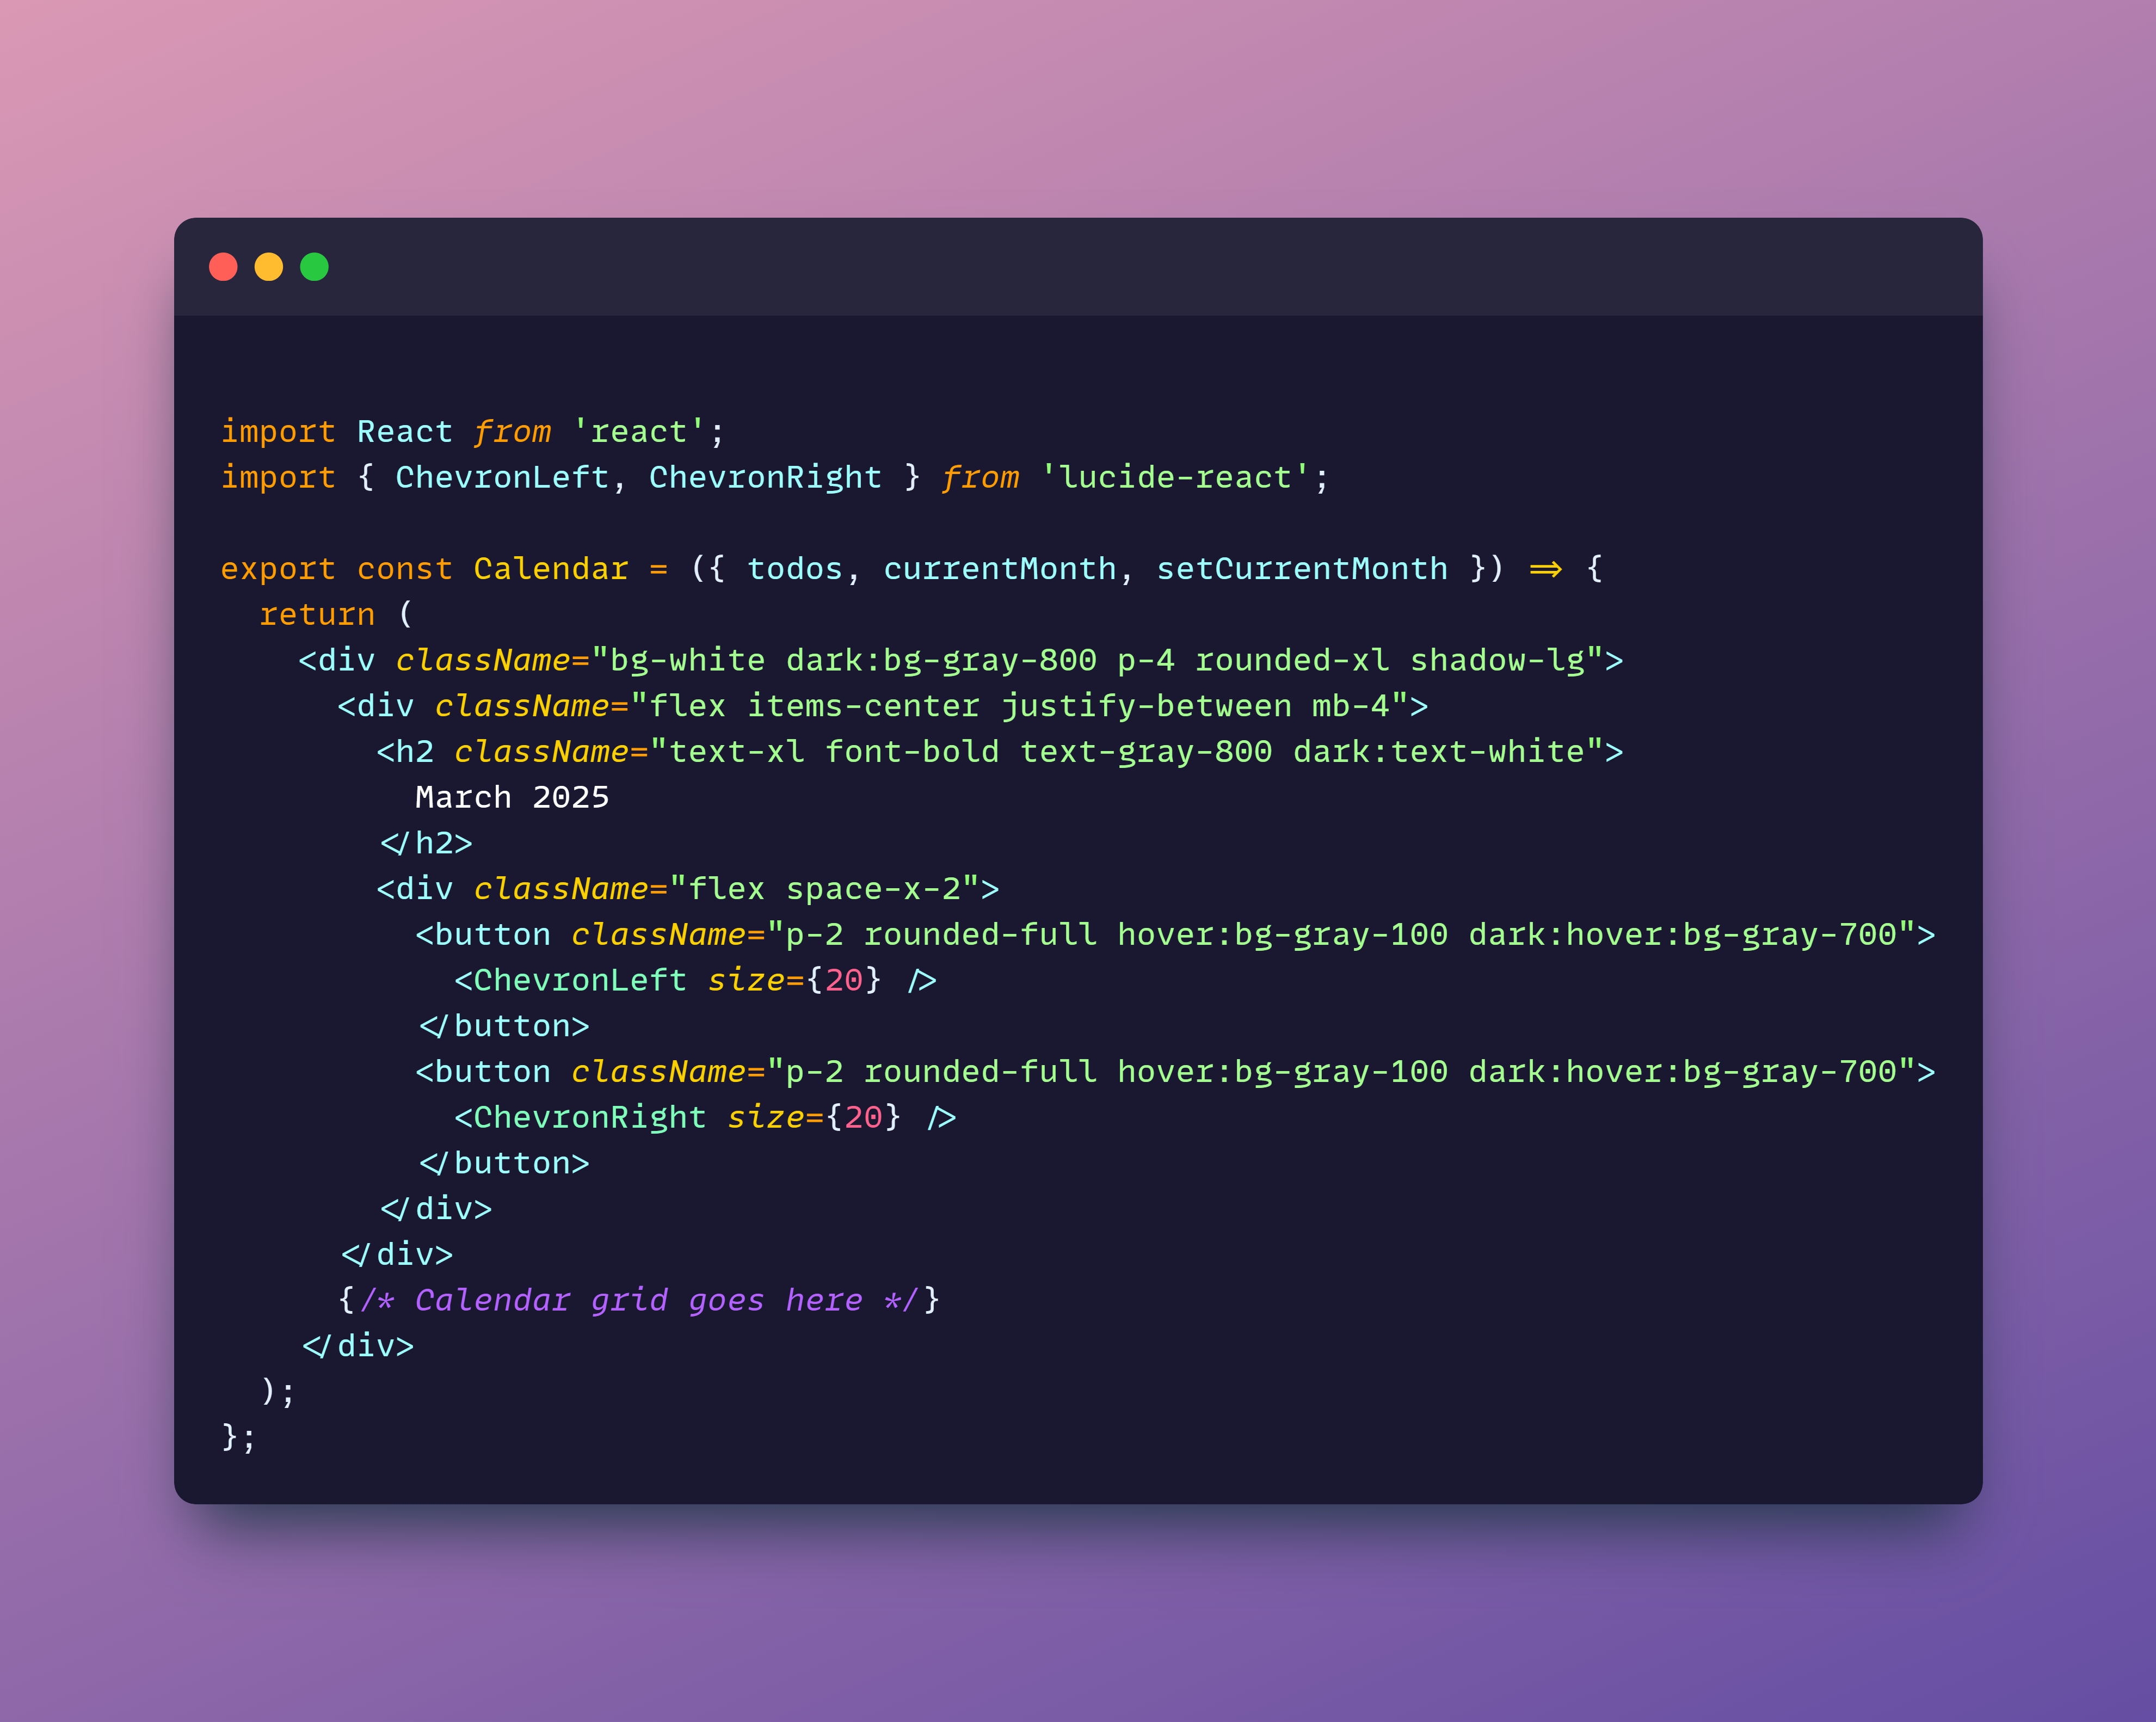 import React from 'react';
import { ChevronLeft, ChevronRight } from 'lucide-react';

export const Calendar = ({ todos, currentMonth, setCurrentMonth }) => {
  return (
    <div className="bg-white dark:bg-gray-800 p-4 rounded-xl shadow-lg">
      <div className="flex items-center justify-between mb-4">
        <h2 className="text-xl font-bold text-gray-800 dark:text-white">
          March 2025
        </h2>
        <div className="flex space-x-2">
          <button className="p-2 rounded-full hover:bg-gray-100 dark:hover:bg-gray-700">
            <ChevronLeft size={20} />
          </button>
          <button className="p-2 rounded-full hover:bg-gray-100 dark:hover:bg-gray-700">
            <ChevronRight size={20} />
          </button>
        </div>
      </div>
      {/* Calendar grid goes here */}
    </div>
  );
};